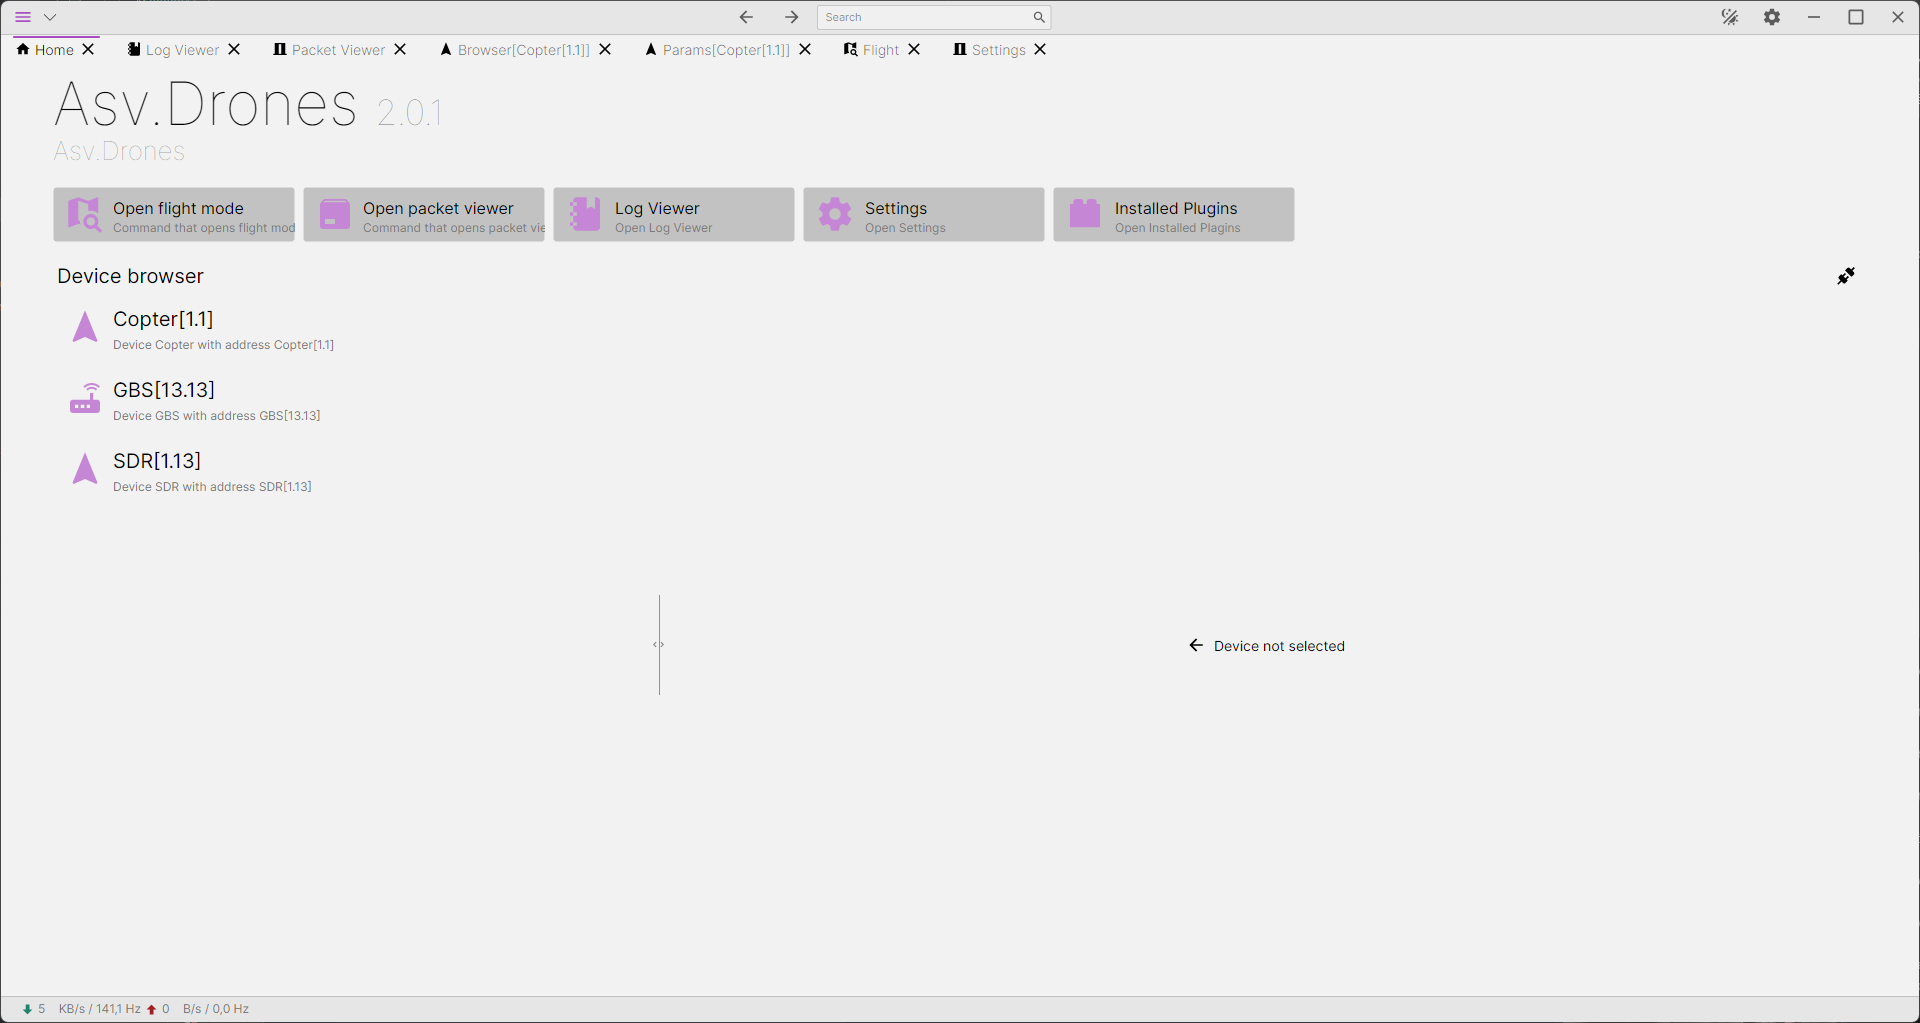 Search
Home
Log Viewer
Packet Viewer
Browser[Copter[1.1]]
Params[Copter[1.1]]
Flight
Settings
Asv.Drones 2.0.1
Asv.Drones
Open flight mode
Command that opens flight mod
Open packet viewer
Command that opens packet vie
Log Viewer
Open Log Viewer
Settings
Open Settings
Installed Plugins
Open Installed Plagins
Device browser
Copter[1.1]
Device Copter with address Copter[1.1]
GBS[13.13]
Device GBS with address GBS[13.13]
SDR[1.13]
Device SDR with address SDR[1.13]
Device not selected
5 KB/s / 141,1 Hz 0 B/s / 0,0 Hz